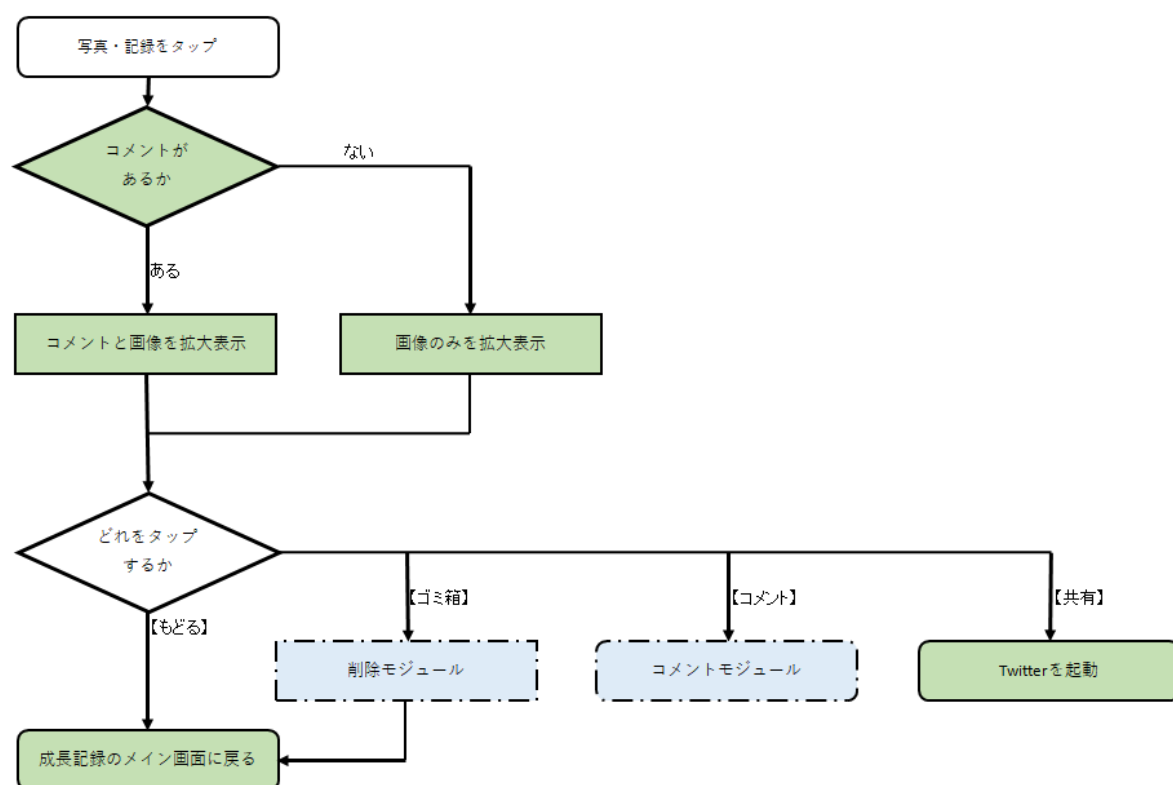 写真・記録をタップ
コメントが
あるか
ない
ある
コメントと画像を拡大表示
画像のみを拡大表示
どれをタップ
するか
【もどる】
【ゴミ箱】
【コメント】
【共有】
削除モジュール
コメントモジュール
Twitterを起動
成長記録のメイン画面に戻る